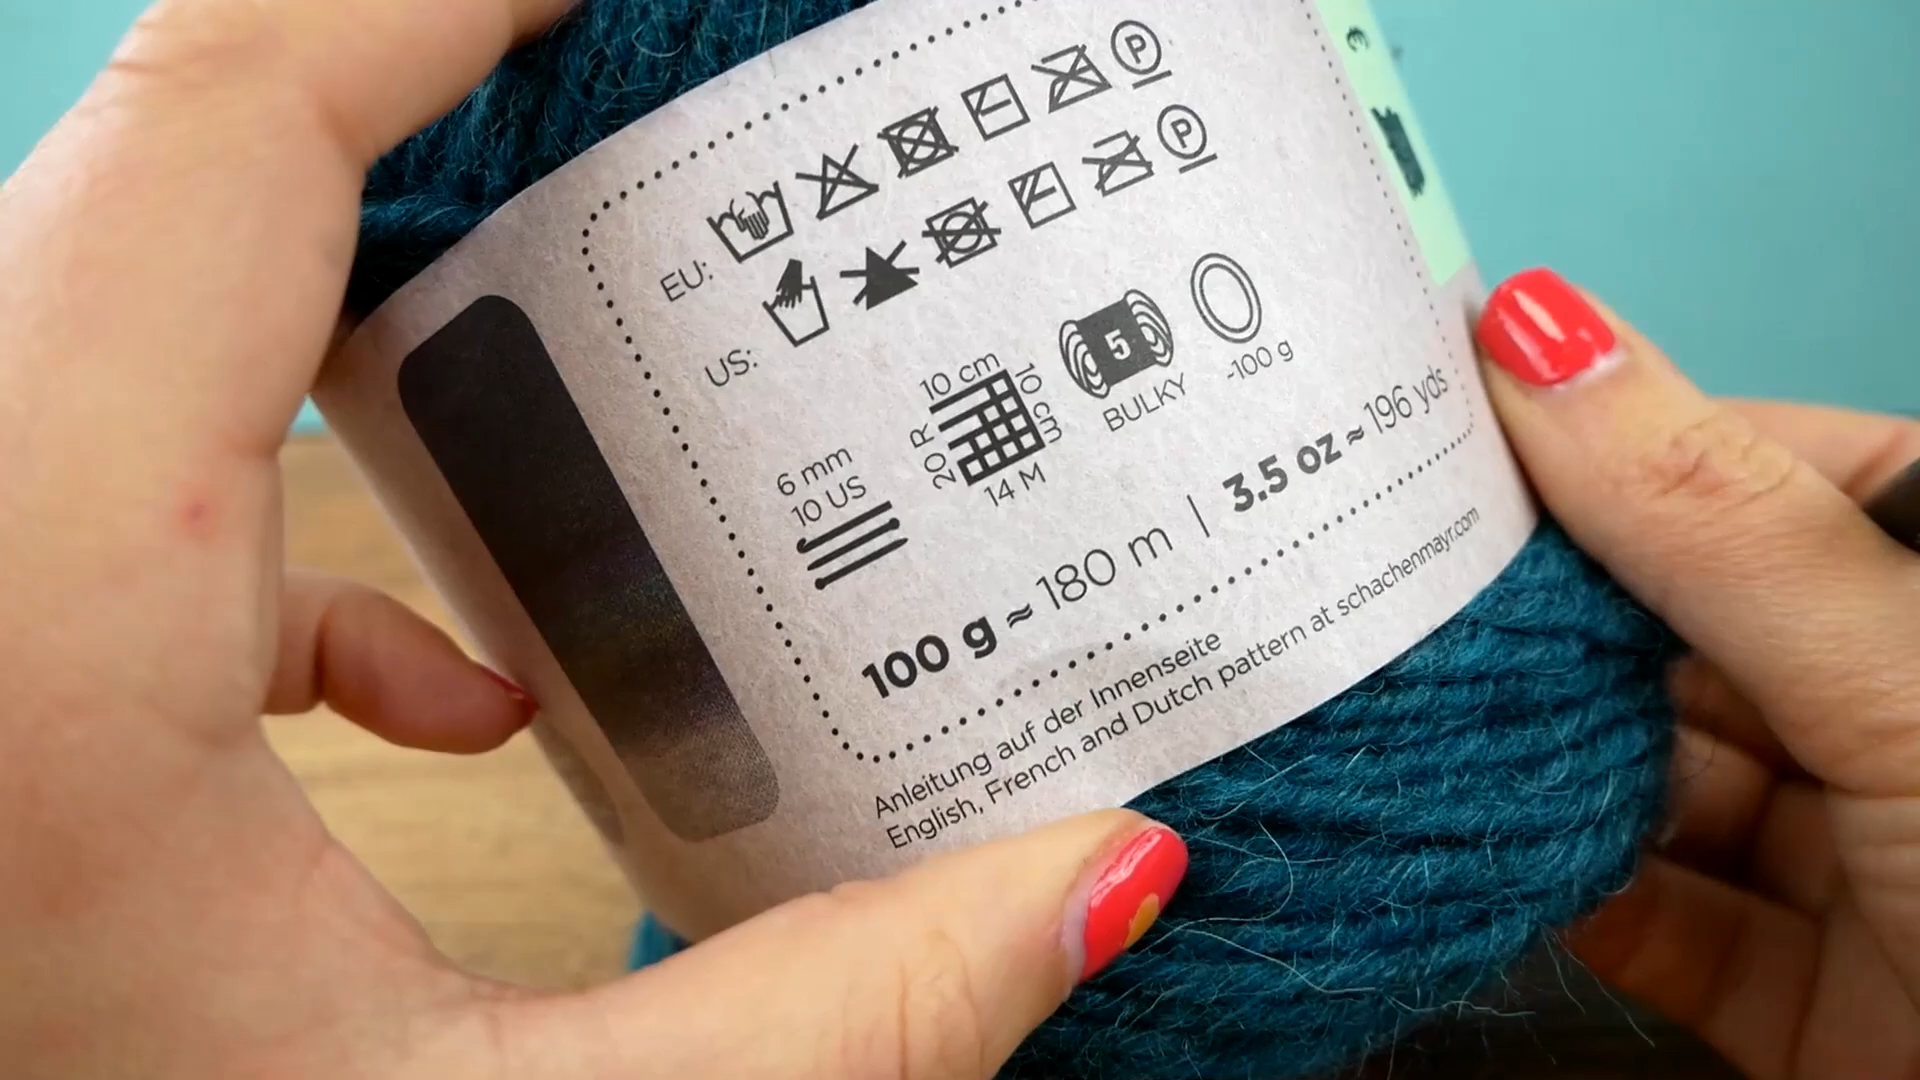 EU:
P
US:
P
6 mm
10 US
10 cm
10 cm
20 R
14 M
5
BULKY
-100 g
100 g ≈ 180 m | 3.5 oz ≈ 196 yds
Anleitung auf der Innenseite
English, French and Dutch pattern at schachenmayr.com
€